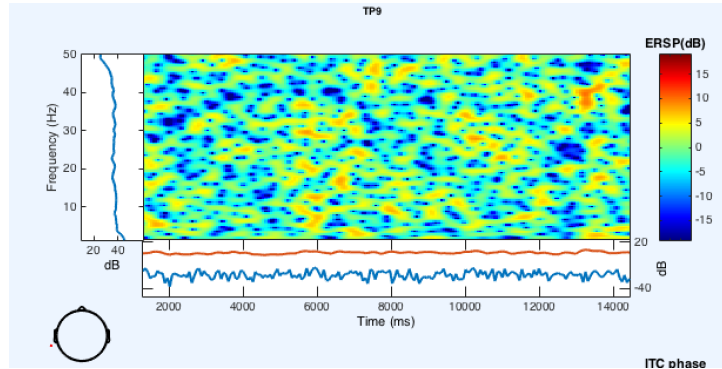 TP9
ERSP(dB)
50
40
30
20
10
Frequency (Hz)
15
10
5
0
-5
-10
-15
20 40
dB
20
-40
dB
2000 4000 6000 8000 10000 12000 14000
Time (ms)
ITC phase